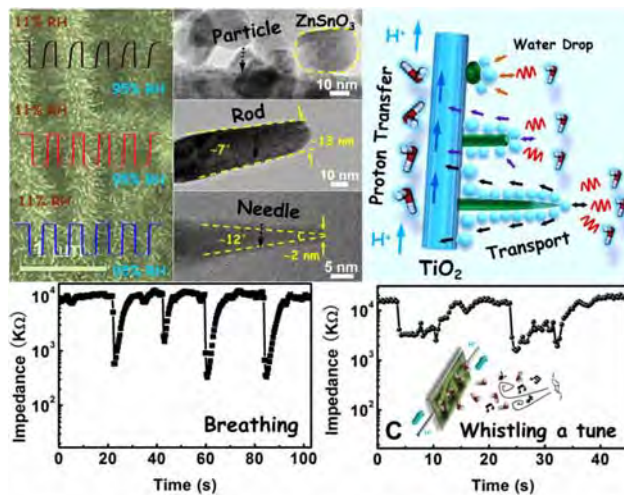 11% RH
95% RH
11% RH
95% RH
11% RH
95% RH
Particle
ZnSnO3
10 nm
Rod
~7°
~13 nm
10 nm
Needle
~12°
~2 nm
5 nm
H+
Water Drop
Proton Transfer
H+
Transport
TiO2
Impedance (KΩ)
10^4
10^3
10^2
Breathing
0 20 40 60 80 100
Time (s)
Impedance (KΩ)
10^4
10^3
10^2
C Whistling a tune
0 10 20 30 40
Time (s)